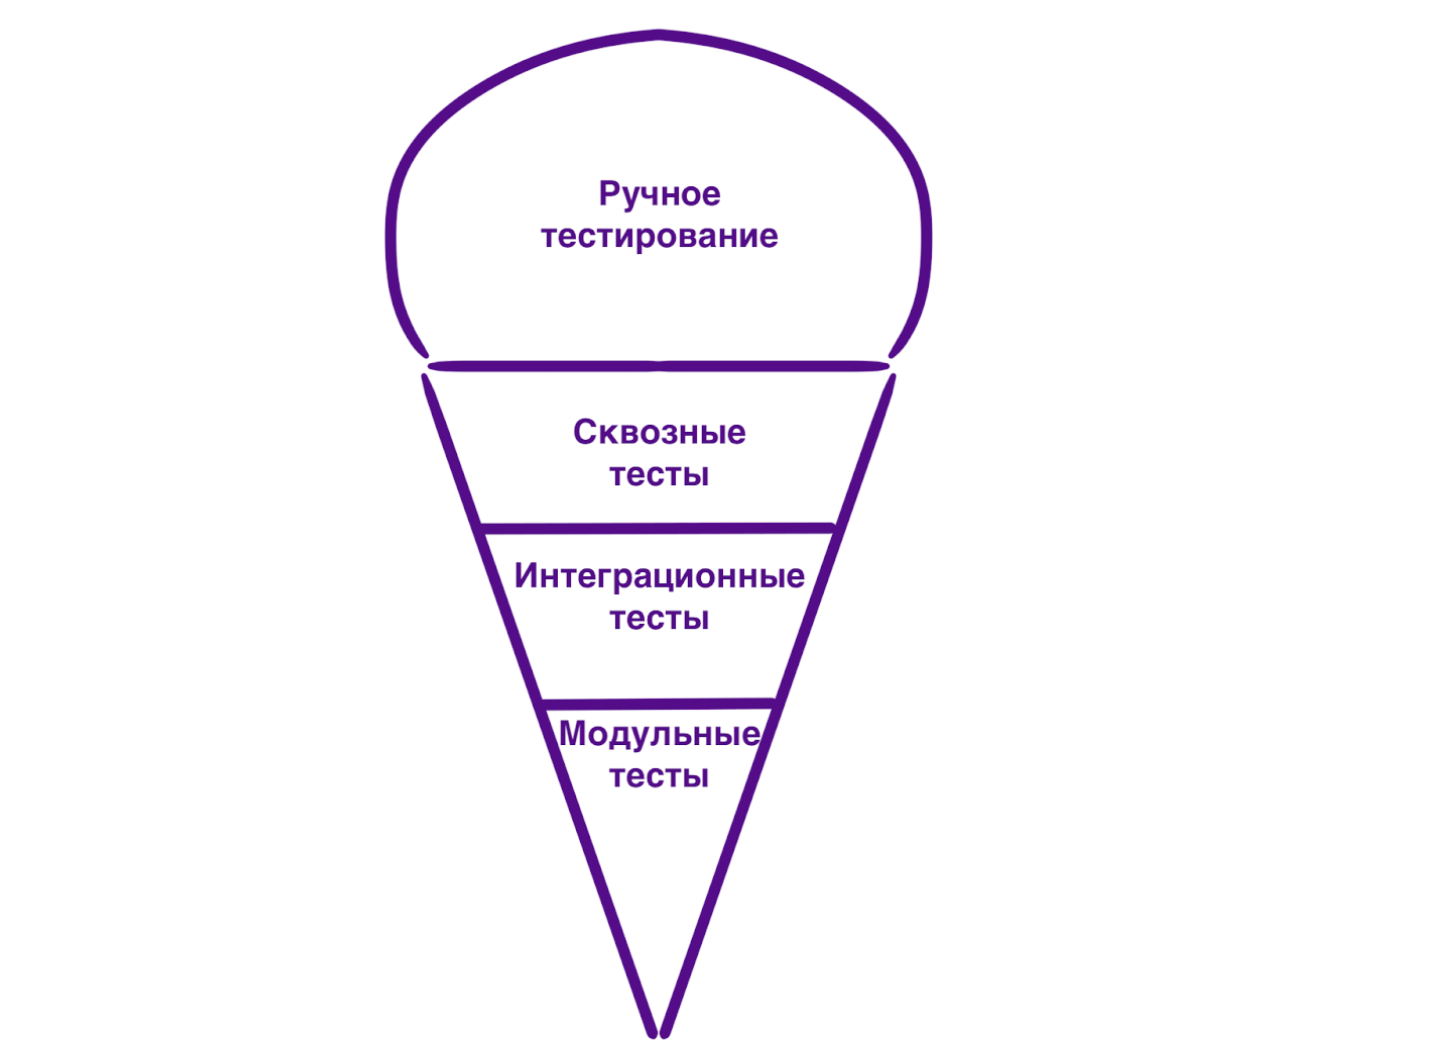 Ручное
тестирование
Сквозные
тесты
Интеграционные
тесты
Модульные
тесты